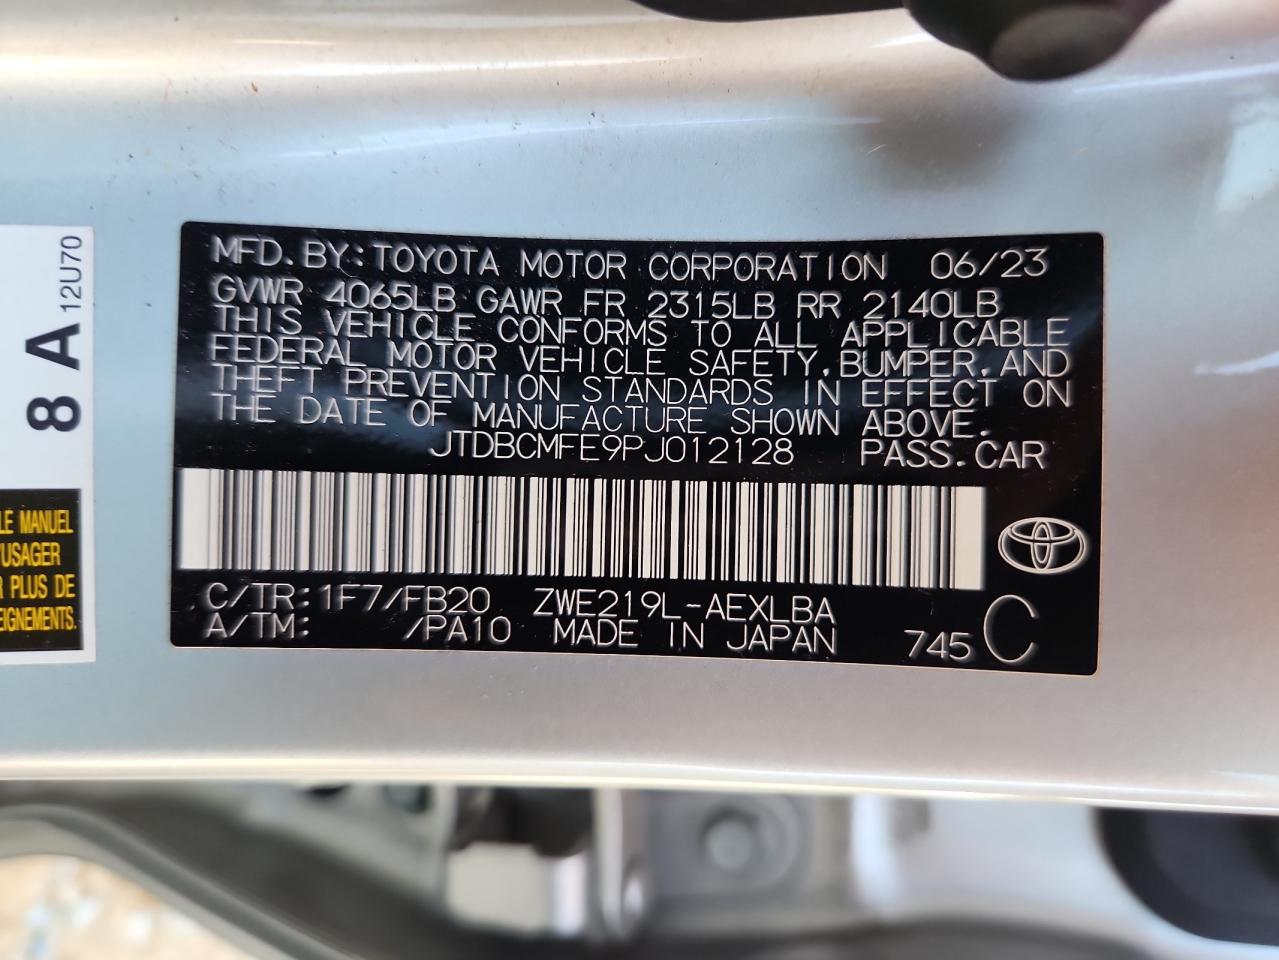 MFD. BY: TOYOTA MOTOR CORPORATION 06/23
GVWR 4065LB GAWR FR 2315LB RR 2140LB
THIS VEHICLE CONFORMS TO ALL APPLICABLE
FEDERAL MOTOR VEHICLE SAFETY, BUMPER, AND
THEFT PREVENTION STANDARDS IN EFFECT ON
THE DATE OF MANUFACTURE SHOWN ABOVE.
JTDBCMFE9PJ012128 PASS.CAR
C/TR: 1F7/FB20 ZWE219L-AEXLBA
A/TM: /PA10 MADE IN JAPAN 745 C
8 A 12U70
LE MANUEL
'USAGER
R PLUS DE
EIGNEMENTS.